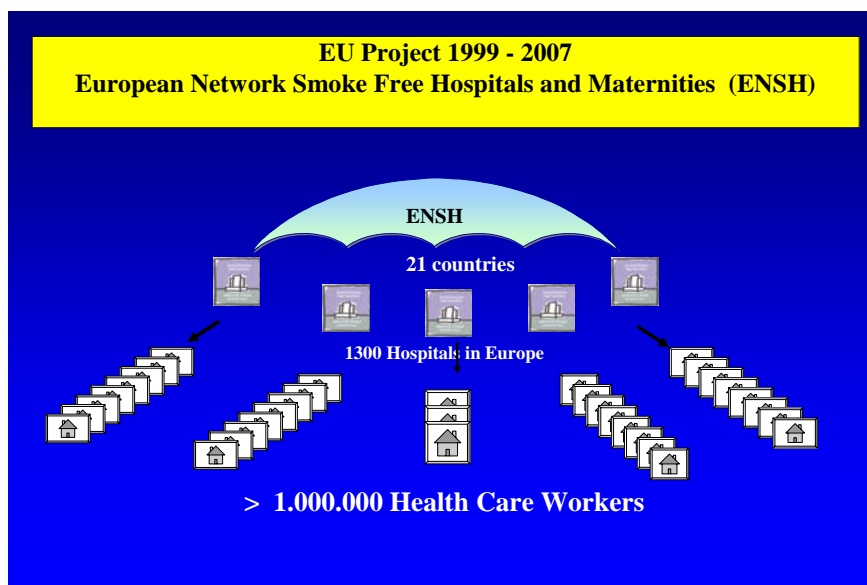 EU Project 1999 - 2007
European Network Smoke Free Hospitals and Maternities (ENSH)
ENSH
21 countries
1300 Hospitals in Europe
> 1.000.000 Health Care Workers